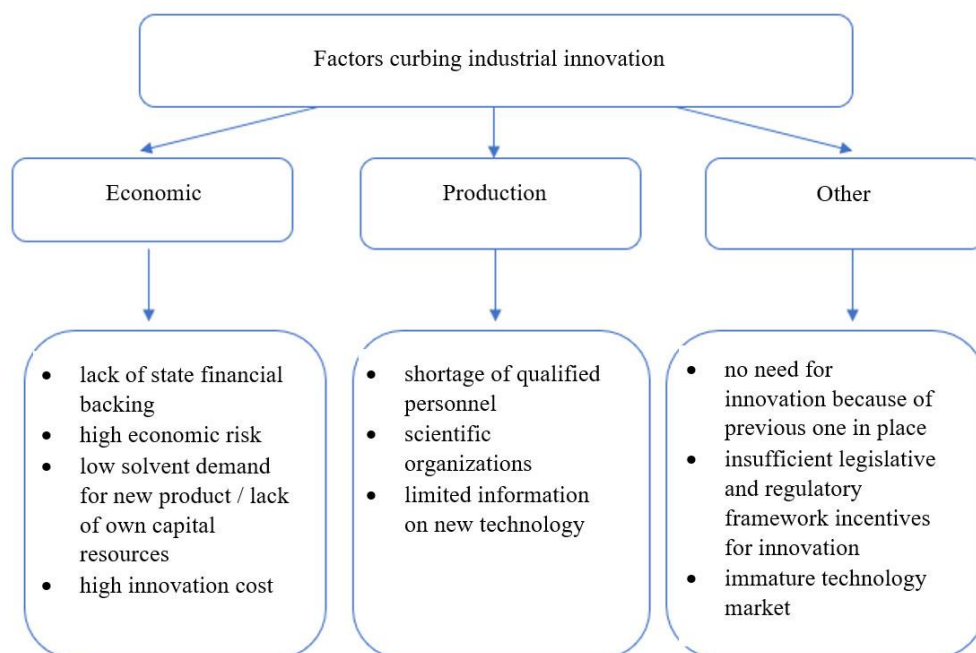 Factors curbing industrial innovation
Economic
Production
Other
• lack of state financial
backing
• high economic risk
• low solvent demand
for new product / lack
of own capital
resources
• high innovation cost
• shortage of qualified
personnel
• scientific
organizations
• limited information
on new technology
• no need for
innovation because of
previous one in place
• insufficient legislative
and regulatory
framework incentives
for innovation
• immature technology
market